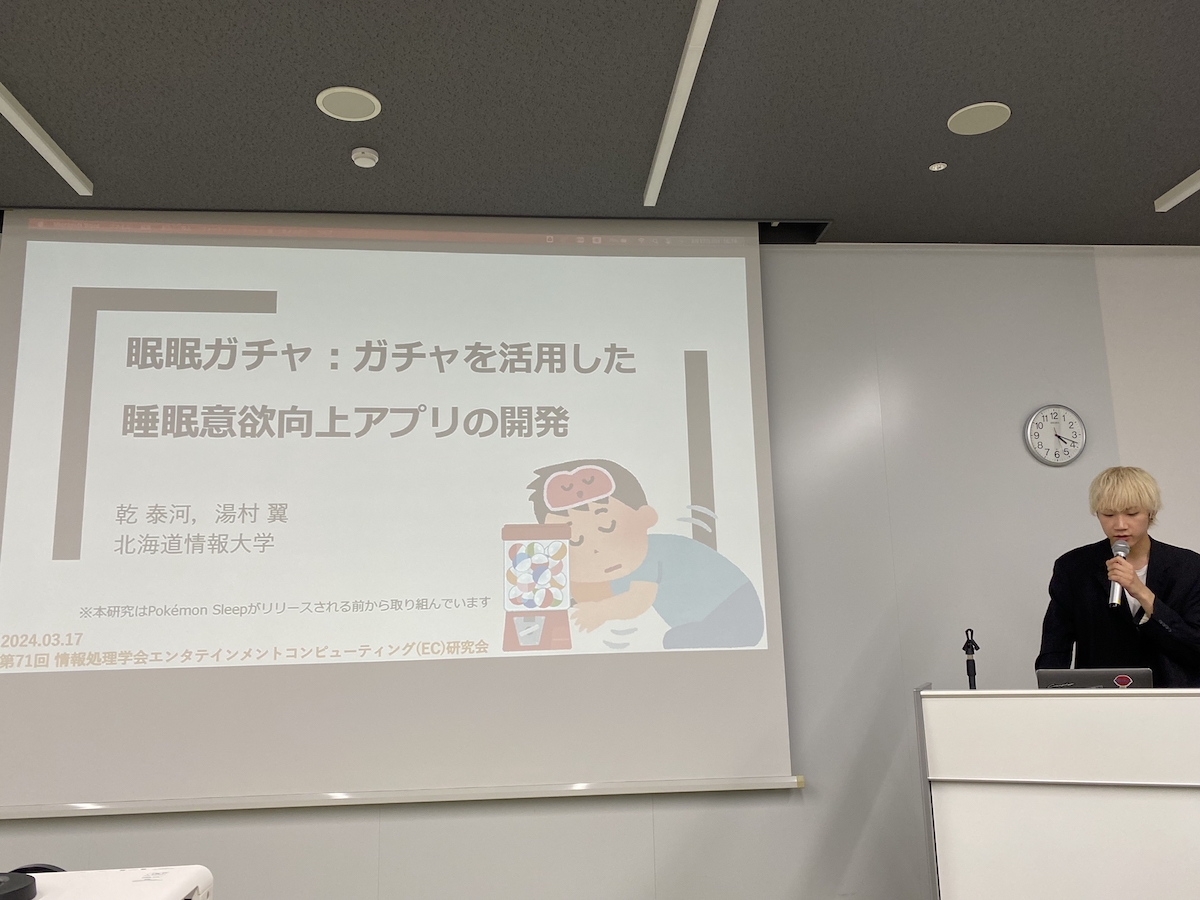 眠眠ガチャ：ガチャを活用した
睡眠意欲向上アプリの開発
乾 泰河，湯村 翼
北海道情報大学
※本研究はPokémon Sleepがリリースされる前から取り組んでいます
2024.03.17
第71回 情報処理学会エンタテインメントコンピューティング(EC)研究会
12
1
2
3
4
5
6
7
8
9
10
11